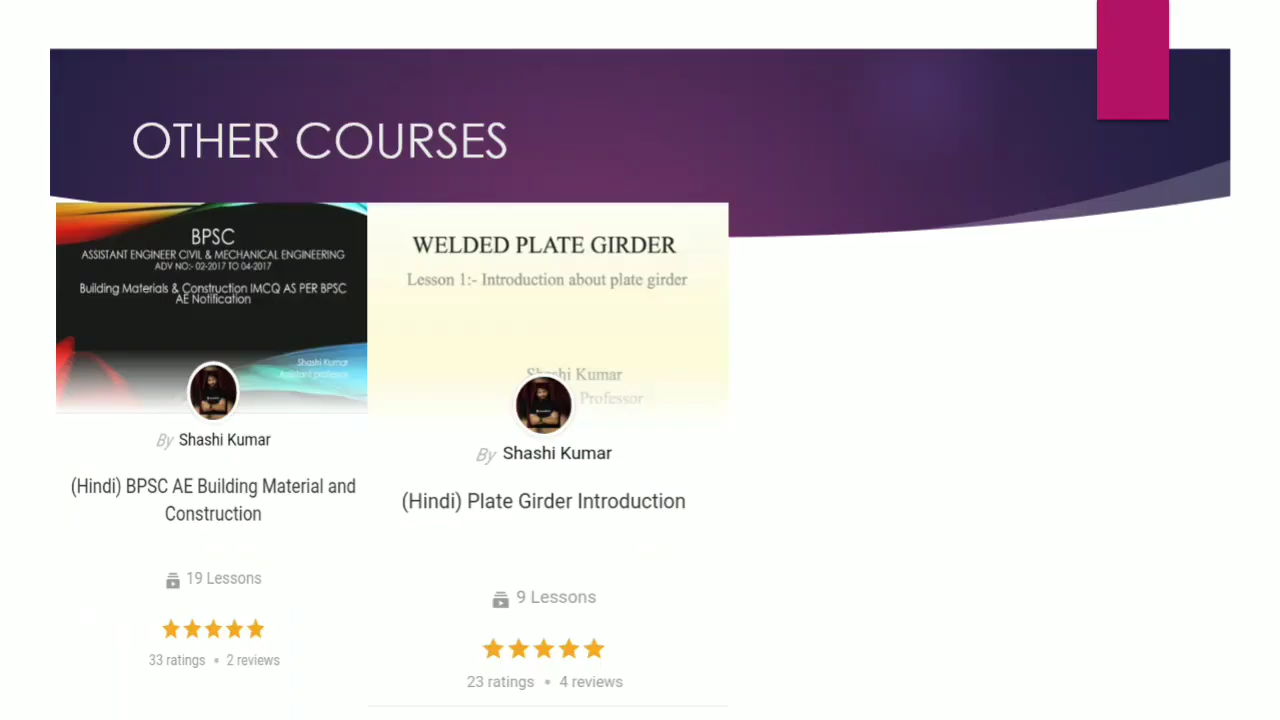 OTHER COURSES
BPSC
ASSISTANT ENGINEER CIVIL & MECHANICAL ENGINEERING
ADV NO:- 02-2017 TO 04-2017
Building Materials & Construction IMCQ AS PER BPSC
AE Notification
Shashi Kumar
Assistant professor
By Shashi Kumar
(Hindi) BPSC AE Building Material and
Construction
19 Lessons
33 ratings • 2 reviews
WELDED PLATE GIRDER
Lesson 1:- Introduction about plate girder
Shashi Kumar
Professor
By Shashi Kumar
(Hindi) Plate Girder Introduction
9 Lessons
23 ratings • 4 reviews